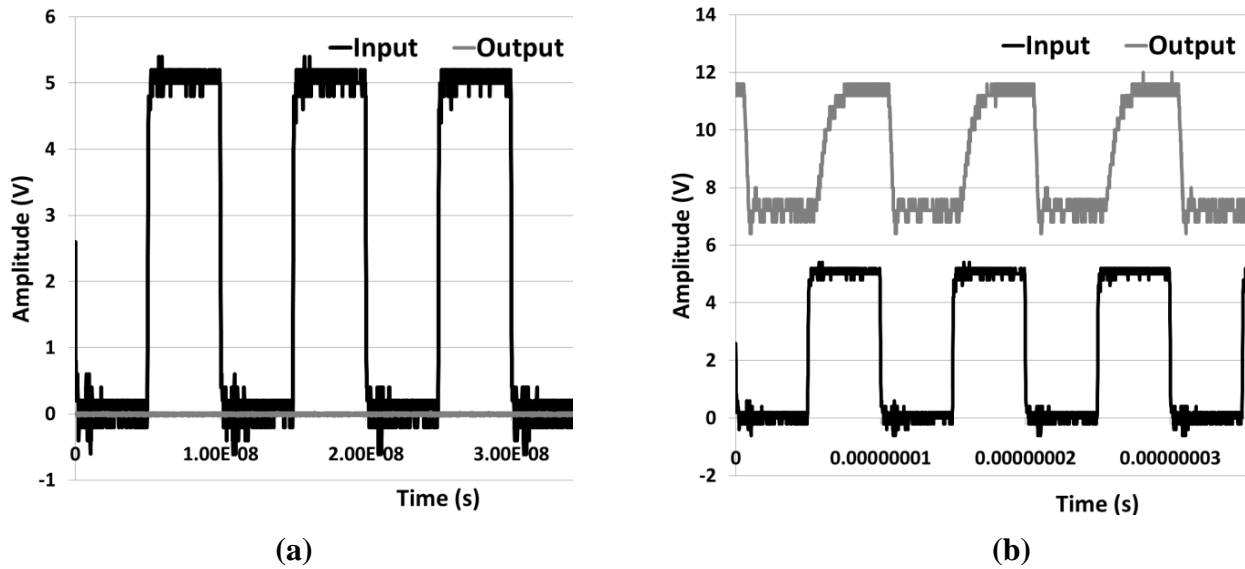 6
5
4
3
2
1
0
-1
Amplitude (V)
Input Output
0 1.00E-08 2.00E-08 3.00E-08
Time (s)
(a)
14
12
10
8
6
4
2
0
-2
Amplitude (V)
Input Output
0 0.00000001 0.00000002 0.00000003
Time (s)
(b)